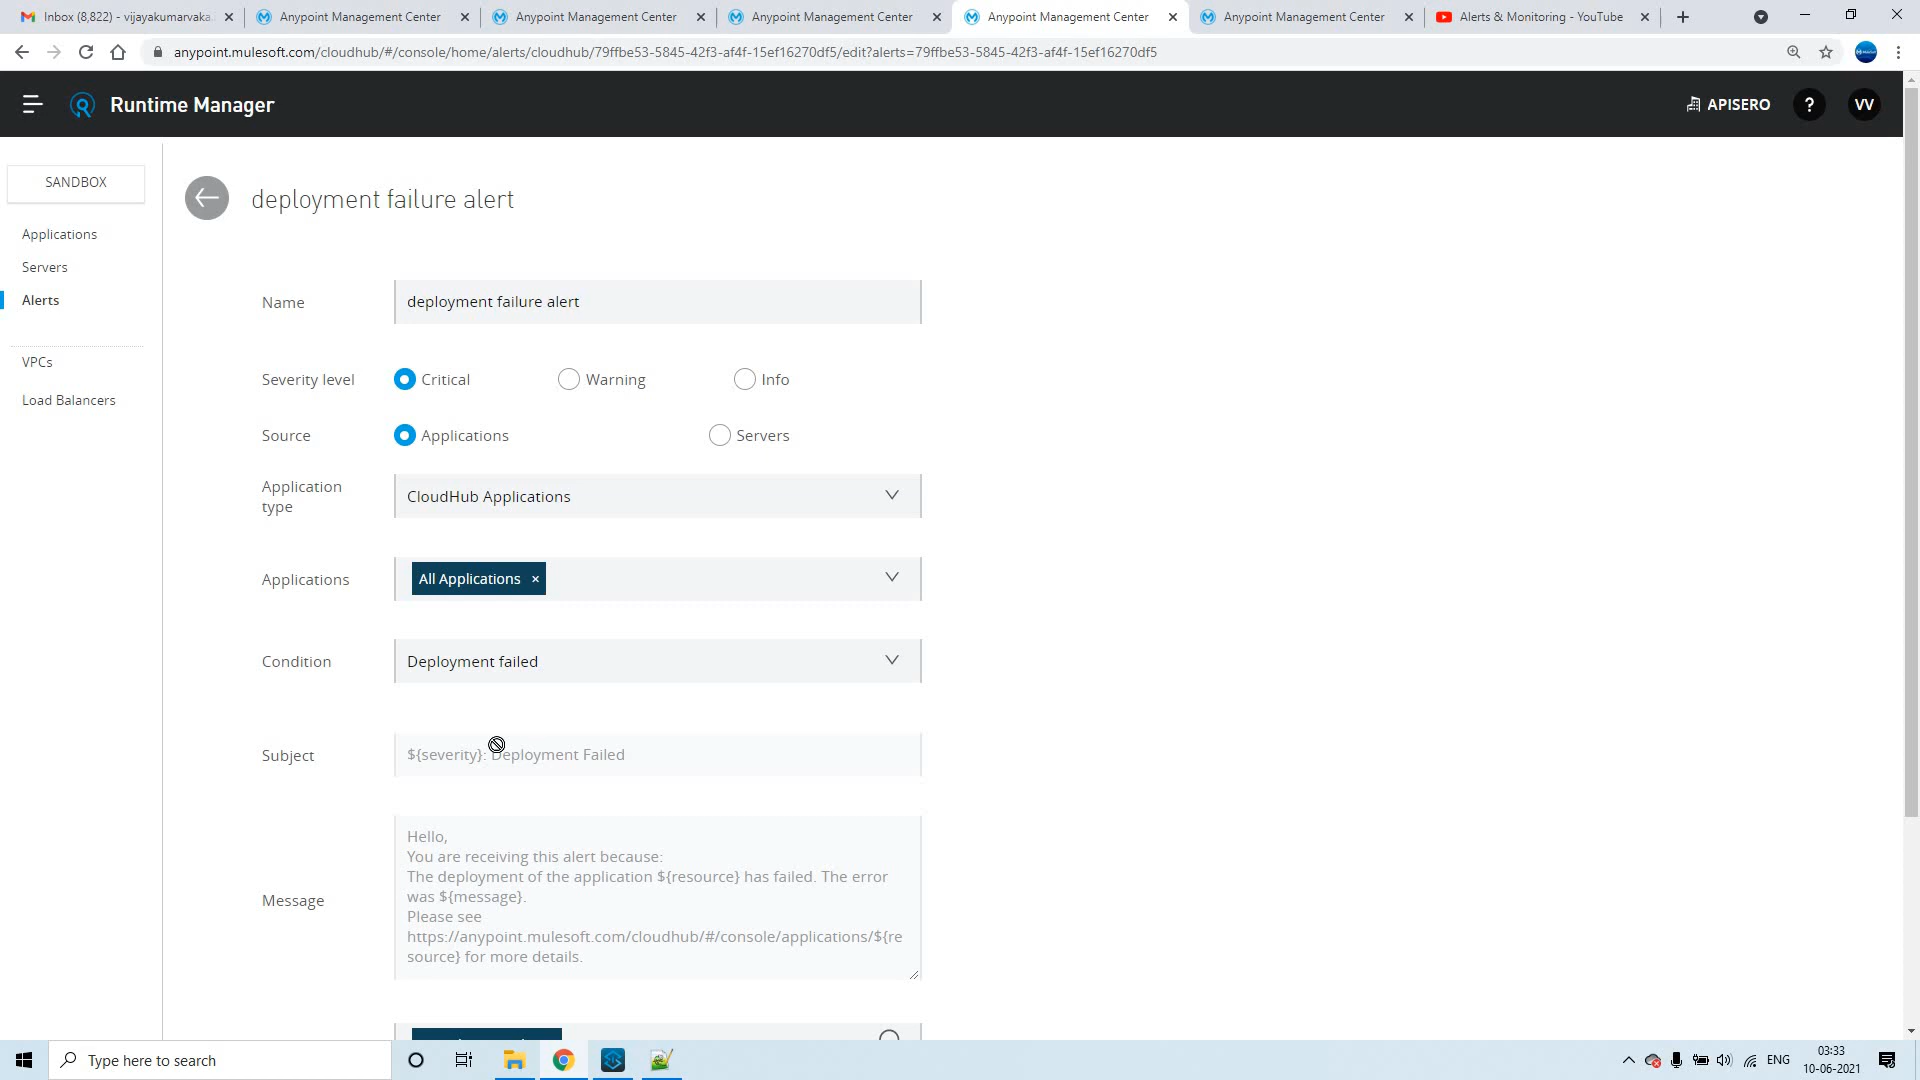 Inbox (8,822) - vijayakumarvaka
Anypoint Management Center
Anypoint Management Center
Anypoint Management Center
Anypoint Management Center
Anypoint Management Center
Alerts & Monitoring - YouTube
anypoint.mulesoft.com/cloudhub/#/console/home/alerts/cloudhub/79ffbe53-5845-42f3-af4f-15ef16270df5/edit?alerts=79ffbe53-5845-42f3-af4f-15ef16270df5
Runtime Manager
APISERO
?
VV
SANDBOX
Applications
Servers
Alerts
VPCs
Load Balancers
deployment failure alert
Name
deployment failure alert
Severity level
Critical
Warning
Info
Source
Applications
Servers
Application
type
CloudHub Applications
Applications
All Applications ×
Condition
Deployment failed
Subject
${severity}: Deployment Failed
Message
Hello,
You are receiving this alert because:
The deployment of the application ${resource} has failed. The error
was ${message}.
Please see
https://anypoint.mulesoft.com/cloudhub/#/console/applications/${re
source} for more details.
Type here to search
ENG
03:33
10-06-2021